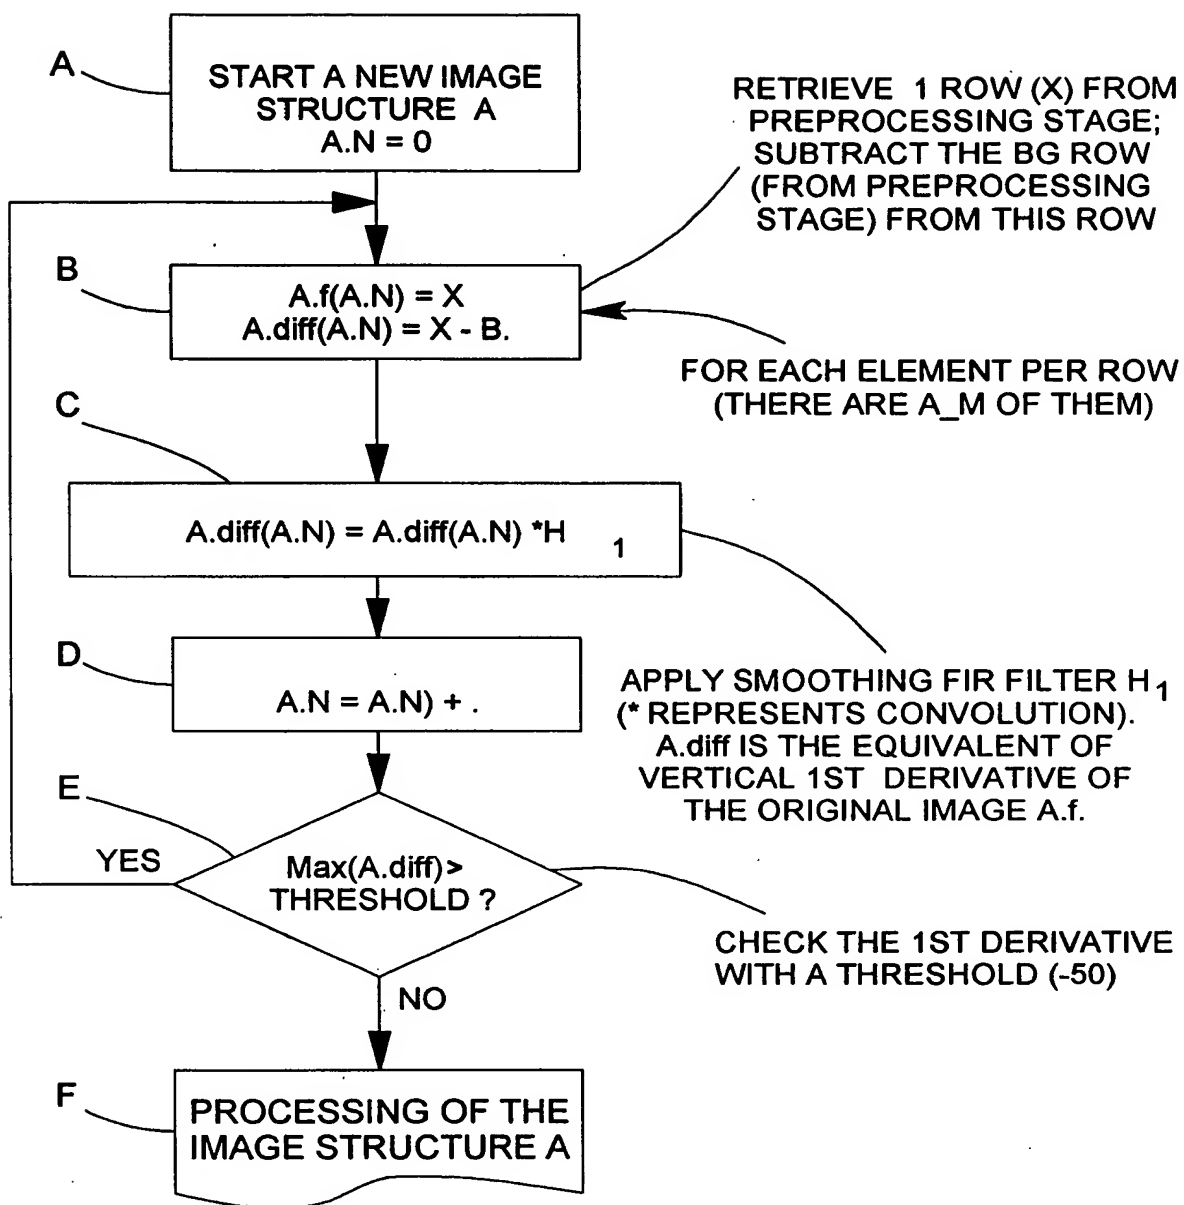 A
START A NEW IMAGE
STRUCTURE A
A.N = 0
RETRIEVE 1 ROW (X) FROM
PREPROCESSING STAGE;
SUBTRACT THE BG ROW
(FROM PREPROCESSING
STAGE) FROM THIS ROW
B
A.f(A.N) = X
A.diff(A.N) = X - B.
FOR EACH ELEMENT PER ROW
(THERE ARE A_M OF THEM)
C
A.diff(A.N) = A.diff(A.N) *H 1
D
A.N = A.N) + .
APPLY SMOOTHING FIR FILTER H1
(* REPRESENTS CONVOLUTION).
A.diff IS THE EQUIVALENT OF
VERTICAL 1ST DERIVATIVE OF
THE ORIGINAL IMAGE A.f.
E
YES
Max(A.diff)>
THRESHOLD ?
CHECK THE 1ST DERIVATIVE
WITH A THRESHOLD (-50)
NO
F
PROCESSING OF THE
IMAGE STRUCTURE A